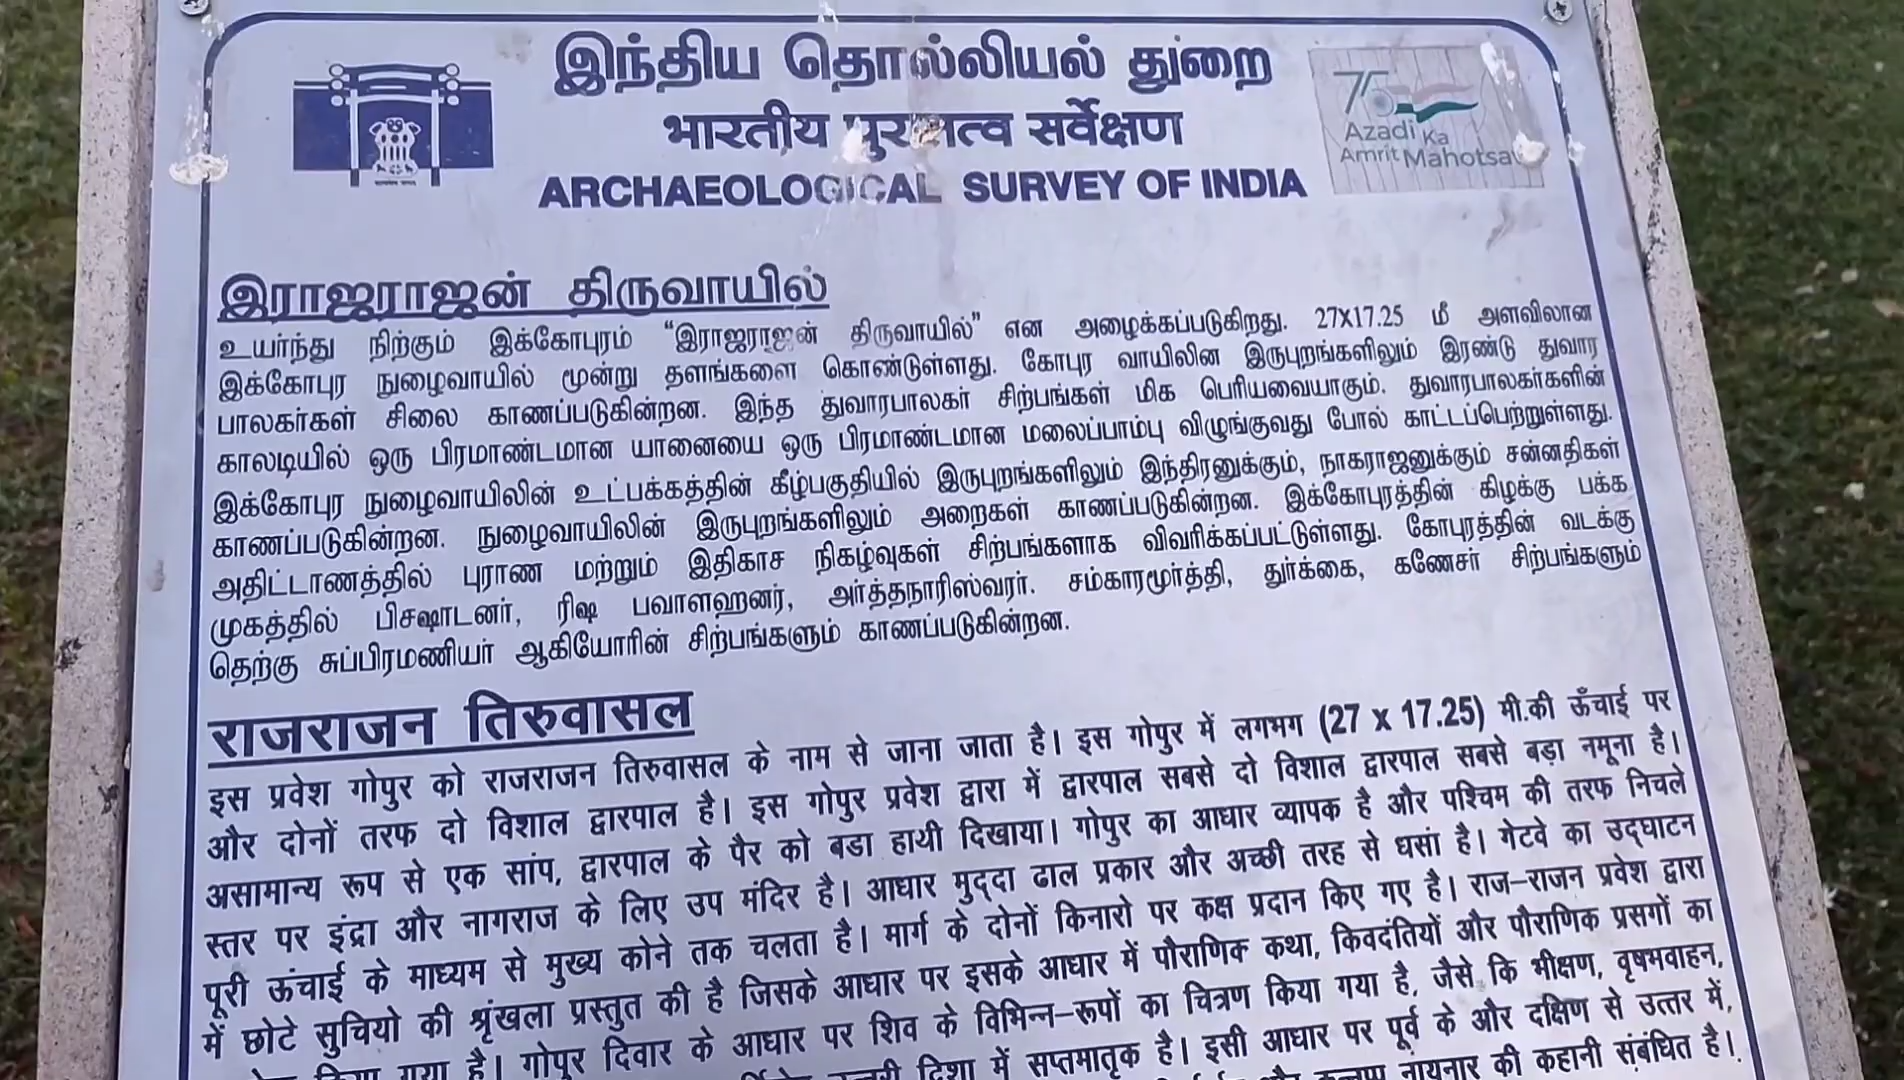 இந்திய தொல்லியல் துறை
भारतीय पुरातत्व सर्वेक्षण
ARCHAEOLOGICAL SURVEY OF INDIA
75
Azadi Ka
Amrit Mahotsav
இராஜராஜன் திருவாயில்
உயர்ந்து நிற்கும் இக்கோபுரம் “இராஜராஜன் திருவாயில்” என அழைக்கப்படுகிறது. 27X17.25 மீ அளவிலான
இக்கோபுர நுழைவாயில் மூன்று தளங்களை கொண்டுள்ளது. கோபுர வாயிலின இருபுறங்களிலும் இரண்டு துவார
பாலகர்கள் சிலை காணப்படுகின்றன. இந்த துவாரபாலகர் சிற்பங்கள் மிக பெரியவையாகும். துவாரபாலகர்களின்
காலடியில் ஒரு பிரமாண்டமான யானையை ஒரு பிரமாண்டமான மலைப்பாம்பு விழுங்குவது போல் காட்டப்பெற்றுள்ளது.
இக்கோபுர நுழைவாயிலின் உட்பக்கத்தின் கீழ்பகுதியில் இருபுறங்களிலும் இந்திரனுக்கும், நாகராஜனுக்கும் சன்னதிகள்
காணப்படுகின்றன. நுழைவாயிலின் இருபுறங்களிலும் அறைகள் காணப்படுகின்றன. இக்கோபுரத்தின் கிழக்கு பக்க
அதிட்டாணத்தில் புராண மற்றும் இதிகாச நிகழ்வுகள் சிற்பங்களாக விவரிக்கப்பட்டுள்ளது. கோபுரத்தின் வடக்கு
முகத்தில் பிசஷாடனர், ரிஷ பவாளஹனர், அர்த்தநாரிஸ்வரர். சம்காரமூர்த்தி, துர்க்கை, கணேசர் சிற்பங்களும்
தெற்கு சுப்பிரமணியர் ஆகியோரின் சிற்பங்களும் காணப்படுகின்றன.
राजराजन तिरुवासल
इस प्रवेश गोपुर को राजराजन तिरुवासल के नाम से जाना जाता है। इस गोपुर में लगभग (27 x 17.25) मी.की ऊँचाई पर
और दोनों तरफ दो विशाल द्वारपाल है। इस गोपुर प्रवेश द्वारा में द्वारपाल सबसे दो विशाल द्वारपाल सबसे बड़ा नमूना है।
असामान्य रूप से एक सांप, द्वारपाल के पैर को बडा हाथी दिखाया। गोपुर का आधार व्यापक है और पश्चिम की तरफ निचले
स्तर पर इंद्रा और नागराज के लिए उप मंदिर है। आधार मुद्दा ढाल प्रकार और अच्छी तरह से धसां है। गेटवे का उद्घाटन
पूरी ऊंचाई के माध्यम से मुख्य कोने तक चलता है। मार्ग के दोनों किनारो पर कक्ष प्रदान किए गए है। राज-राजन प्रवेश द्वारा
में छोटे सुचियो की श्रृंखला प्रस्तुत की है जिसके आधार पर इसके आधार में पौराणिक कथा, किवदंतियों और पौराणिक प्रसगों का
किया गया है। गोपुर दिवार के आधार पर शिव के विभिन्न-रूपों का चित्रण किया गया है, जैसे कि भीक्षण, वृषभवाहन,
दिशा में सप्तमातृक है। इसी आधार पर पूर्व के और दक्षिण से उत्तर में,
और नायनार की कहानी संबंधित है।